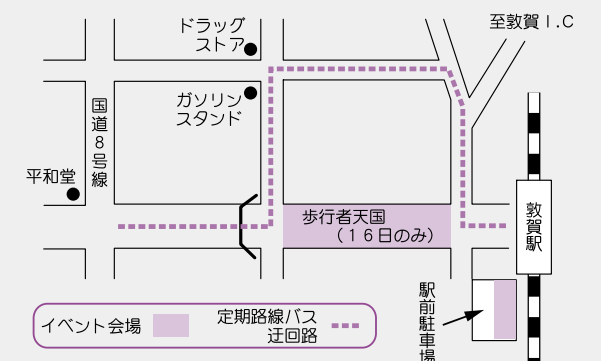 ドラッグ
ストア
至敦賀I.C
ガソリン
スタンド
国道8号線
平和堂
歩行者天国
（16日のみ）
敦賀駅
駅前駐車場
イベント会場
定期路線バス
迂回路